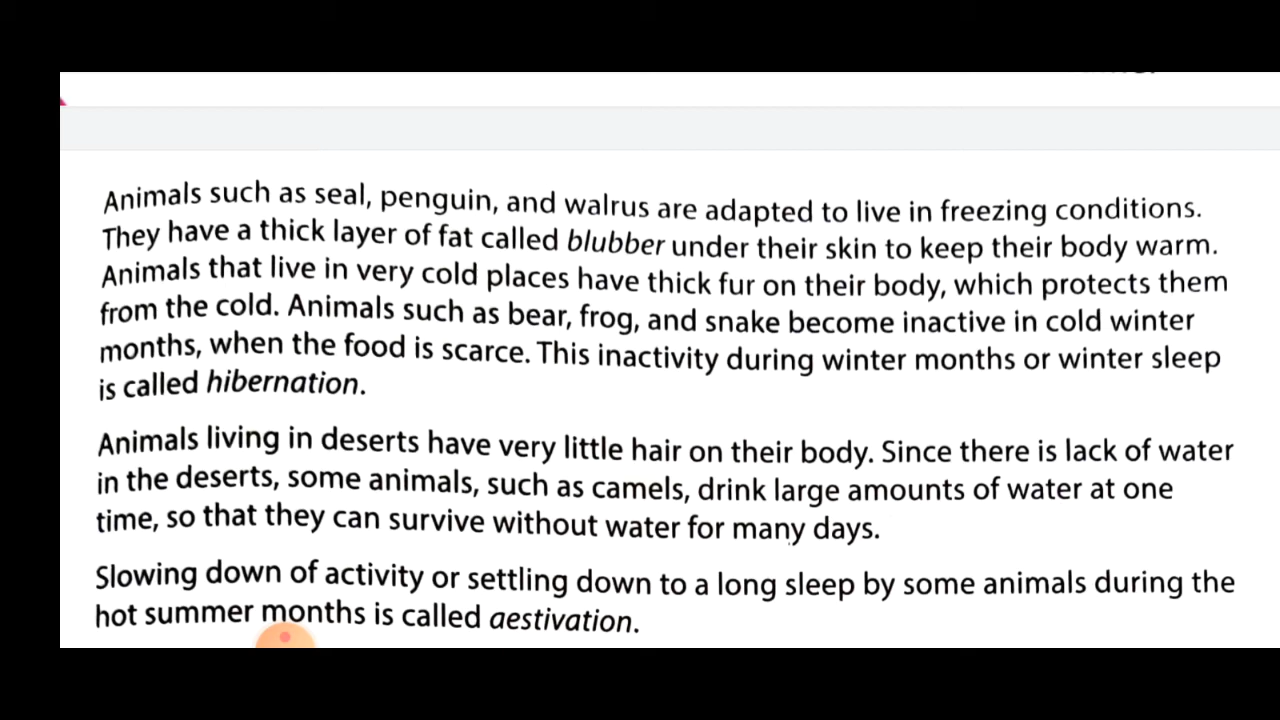 Animals such as seal, penguin, and walrus are adapted to live in freezing conditions.
They have a thick layer of fat called blubber under their skin to keep their body warm.
Animals that live in very cold places have thick fur on their body, which protects them
from the cold. Animals such as bear, frog, and snake become inactive in cold winter
months, when the food is scarce. This inactivity during winter months or winter sleep
is called hibernation.
Animals living in deserts have very little hair on their body. Since there is lack of water
in the deserts, some animals, such as camels, drink large amounts of water at one
time, so that they can survive without water for many days.
Slowing down of activity or settling down to a long sleep by some animals during the
hot summer months is called aestivation.